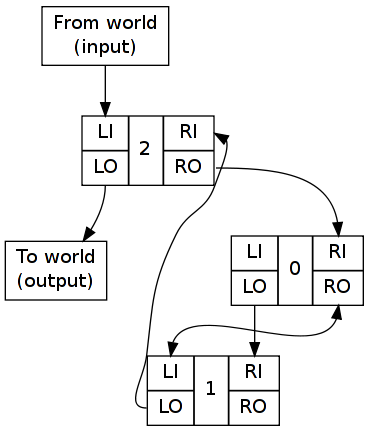 From world
(input)
LI
2
RI
LO
RO
To world
(output)
LI
0
RI
LO
RO
LI
1
RI
LO
RO